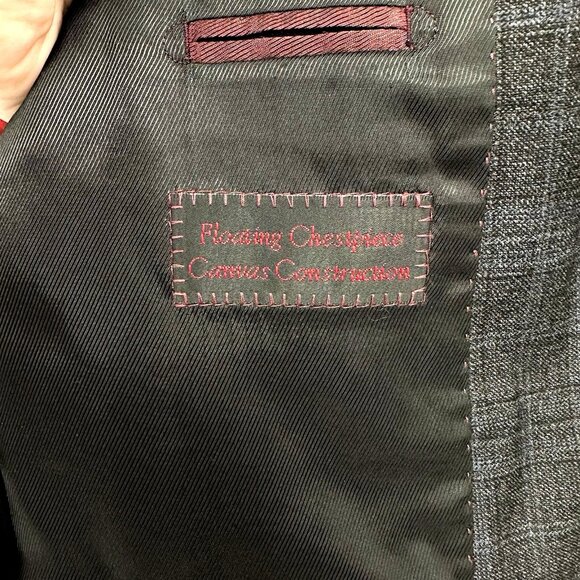 Floating Chestpiece
Canvas Construction